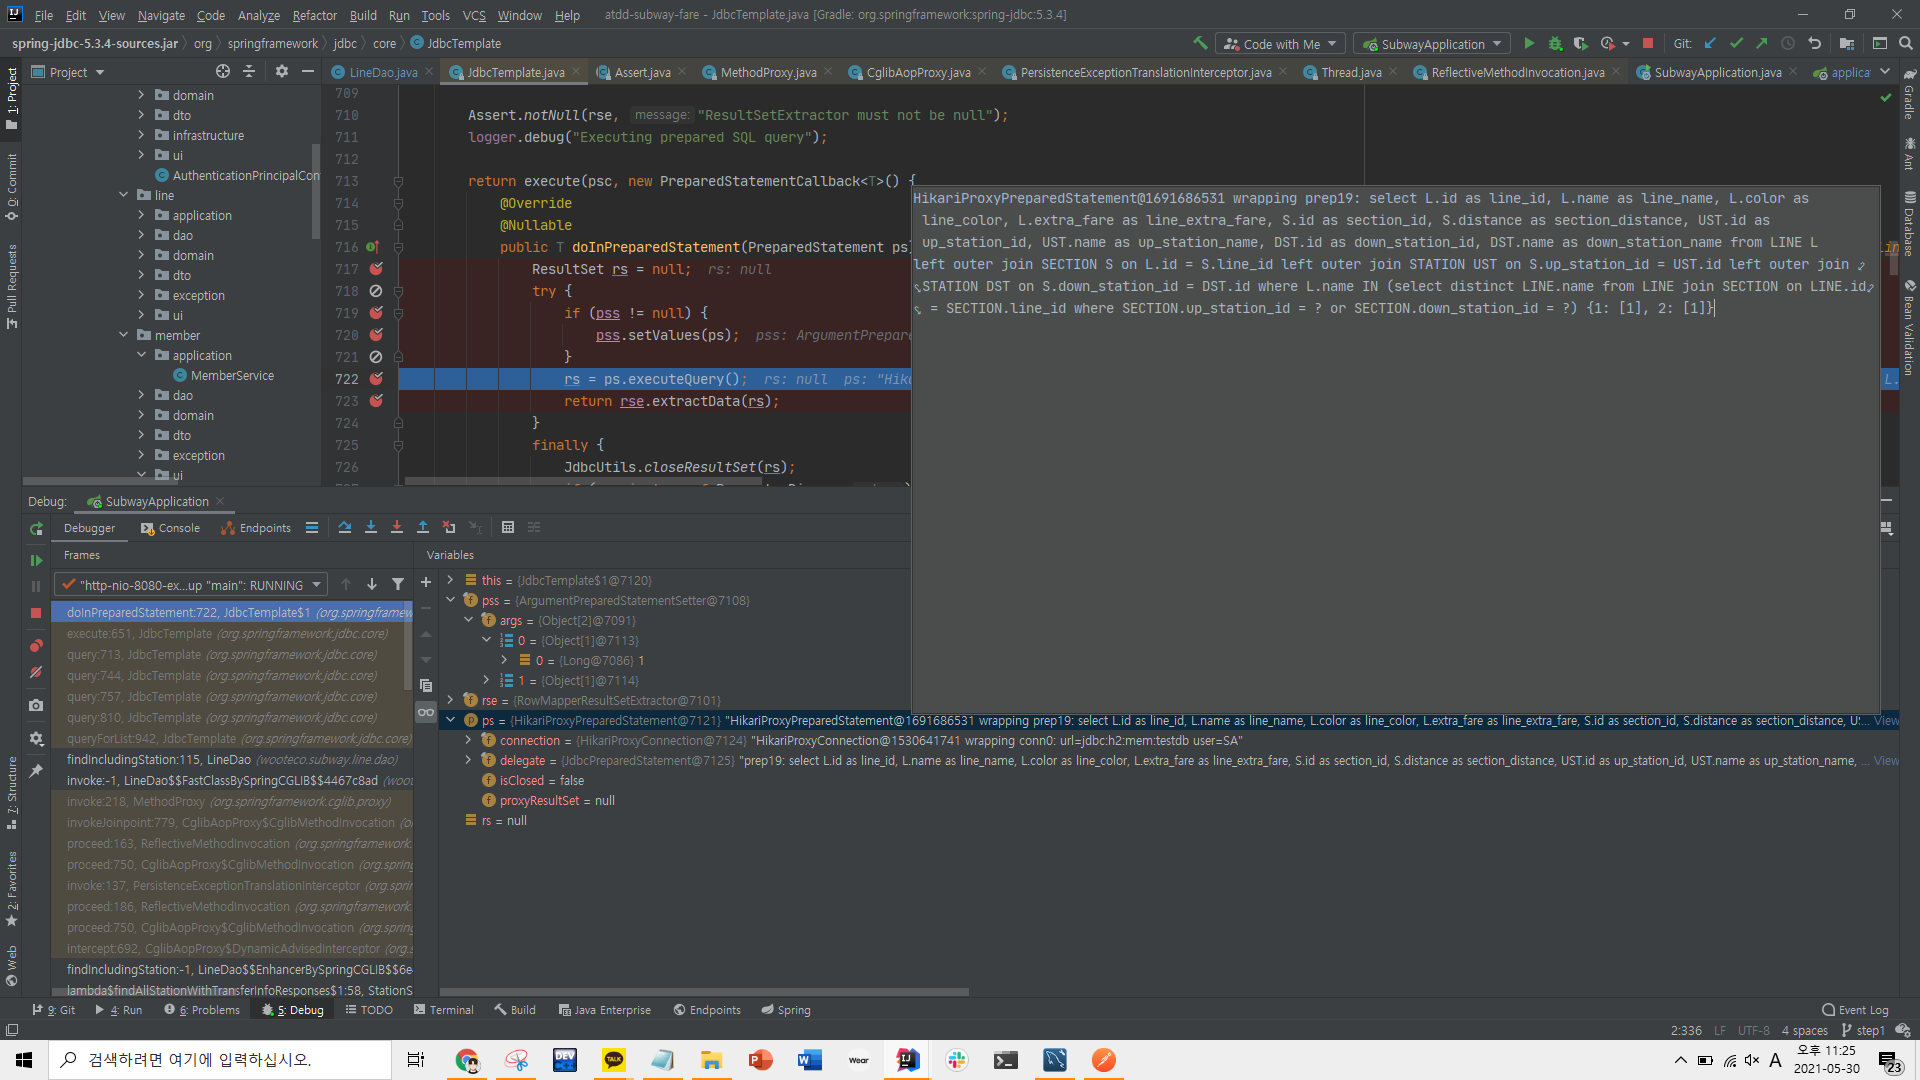 File Edit View Navigate Code Analyze Refactor Build Run Tools VCS Window Help atdd-subway-fare - JdbcTemplate.java [Gradle: org.springframework:spring-jdbc:5.3.4]
spring-jdbc-5.3.4-sources.jar org springframework jdbc core JdbcTemplate Code with Me SubwayApplication Git:
Project LineDao.java JdbcTemplate.java Assert.java MethodProxy.java CglibAopProxy.java PersistenceExceptionTranslationInterceptor.java Thread.java ReflectiveMethodInvocation.java SubwayApplication.java applicat
1: Project
0: Commit
Pull Requests
7: Structure
2: Favorites
Web
Gradle
Ant
Database
Bean Validation
domain
dto
infrastructure
ui
AuthenticationPrincipalCon
line
application
dao
domain
dto
exception
ui
member
application
MemberService
dao
domain
dto
exception
ui
709
710 Assert.notNull(rse, message: "ResultSetExtractor must not be null");
711 logger.debug("Executing prepared SQL query");
712
713 return execute(psc, new PreparedStatementCallback<T>() {
714 @Override
715 @Nullable
716 public T doInPreparedStatement(PreparedStatement ps)
717 ResultSet rs = null; rs: null
718 try {
719 if (pss != null) {
720 pss.setValues(ps); pss: ArgumentPrepare
721 }
722 rs = ps.executeQuery(); rs: null ps: "Hika
723 return rse.extractData(rs);
724 }
725 finally {
726 JdbcUtils.closeResultSet(rs);
HikariProxyPreparedStatement@1691686531 wrapping prep19: select L.id as line_id, L.name as line_name, L.color as
line_color, L.extra_fare as line_extra_fare, S.id as section_id, S.distance as section_distance, UST.id as
up_station_id, UST.name as up_station_name, DST.id as down_station_id, DST.name as down_station_name from LINE L
left outer join SECTION S on L.id = S.line_id left outer join STATION UST on S.up_station_id = UST.id left outer join
STATION DST on S.down_station_id = DST.id where L.name IN (select distinct LINE.name from LINE join SECTION on LINE.id
= SECTION.line_id where SECTION.up_station_id = ? or SECTION.down_station_id = ?) {1: [1], 2: [1]}
Debug: SubwayApplication
Debugger Console Endpoints
Frames
"http-nio-8080-ex...up "main": RUNNING
doInPreparedStatement:722, JdbcTemplate$1 (org.springframew
execute:651, JdbcTemplate (org.springframework.jdbc.core)
query:713, JdbcTemplate (org.springframework.jdbc.core)
query:744, JdbcTemplate (org.springframework.jdbc.core)
query:757, JdbcTemplate (org.springframework.jdbc.core)
query:810, JdbcTemplate (org.springframework.jdbc.core)
queryForList:942, JdbcTemplate (org.springframework.jdbc.core)
findIncludingStation:115, LineDao (wooteco.subway.line.dao)
invoke:-1, LineDao$$FastClassBySpringCGLIB$$4467c8ad (woot
invoke:218, MethodProxy (org.springframework.cglib.proxy)
invokeJoinpoint:779, CglibAopProxy$CglibMethodInvocation (o
proceed:163, ReflectiveMethodInvocation (org.springframework.
proceed:750, CglibAopProxy$CglibMethodInvocation (org.spring
invoke:137, PersistenceExceptionTranslationInterceptor (org.spri
proceed:186, ReflectiveMethodInvocation (org.springframework.
proceed:750, CglibAopProxy$CglibMethodInvocation (org.spring
intercept:692, CglibAopProxy$DynamicAdvisedInterceptor (org.s
findIncludingStation:-1, LineDao$$EnhancerBySpringCGLIB$$6e
lambda$findAllStationWithTransferInfoResponses$1:58, StationS
Variables
this = {JdbcTemplate$1@7120}
pss = {ArgumentPreparedStatementSetter@7108}
args = {Object[2]@7091}
0 = {Object[1]@7113}
0 = {Long@7086} 1
1 = {Object[1]@7114}
rse = {RowMapperResultSetExtractor@7101}
ps = {HikariProxyPreparedStatement@7121} "HikariProxyPreparedStatement@1691686531 wrapping prep19: select L.id as line_id, L.name as line_name, L.color as line_color, L.extra_fare as line_extra_fare, S.id as section_id, S.distance as section_distance, US... View
connection = {HikariProxyConnection@7124} "HikariProxyConnection@1530641741 wrapping conn0: url=jdbc:h2:mem:testdb user=SA"
delegate = {JdbcPreparedStatement@7125} "prep19: select L.id as line_id, L.name as line_name, L.color as line_color, L.extra_fare as line_extra_fare, S.id as section_id, S.distance as section_distance, UST.id as up_station_id, UST.name as up_station_name, ... View
isClosed = false
proxyResultSet = null
rs = null
9: Git 4: Run 6: Problems 5: Debug TODO Terminal Build Java Enterprise Endpoints Spring Event Log
2:336 LF UTF-8 4 spaces step1
검색하려면 여기에 입력하십시오. DEV TALK Wear A 오후 11:25
2021-05-30 23